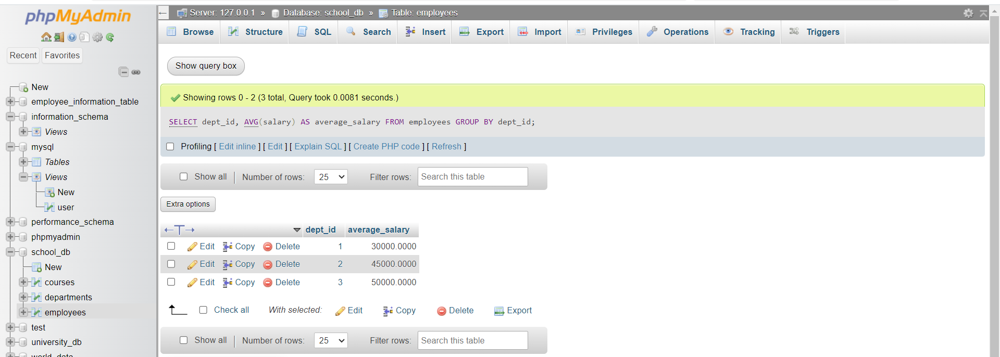 phpMyAdmin
Recent Favorites
New
employee_information_table
information_schema
Views
mysql
Tables
Views
New
user
performance_schema
phpmyadmin
school_db
New
courses
departments
employees
test
university_db
world_data
Server: 127.0.0.1 » Database: school_db » Table: employees
Browse Structure SQL Search Insert Export Import Privileges Operations Tracking Triggers
Show query box
Showing rows 0 - 2 (3 total, Query took 0.0081 seconds.)
SELECT dept_id, AVG(salary) AS average_salary FROM employees GROUP BY dept_id;
Profiling [ Edit inline ] [ Edit ] [ Explain SQL ] [ Create PHP code ] [ Refresh ]
Show all | Number of rows: 25 Filter rows: Search this table
Extra options
←T→ dept_id average_salary
Edit Copy Delete 1 30000.0000
Edit Copy Delete 2 45000.0000
Edit Copy Delete 3 50000.0000
Check all With selected: Edit Copy Delete Export
Show all | Number of rows: 25 Filter rows: Search this table